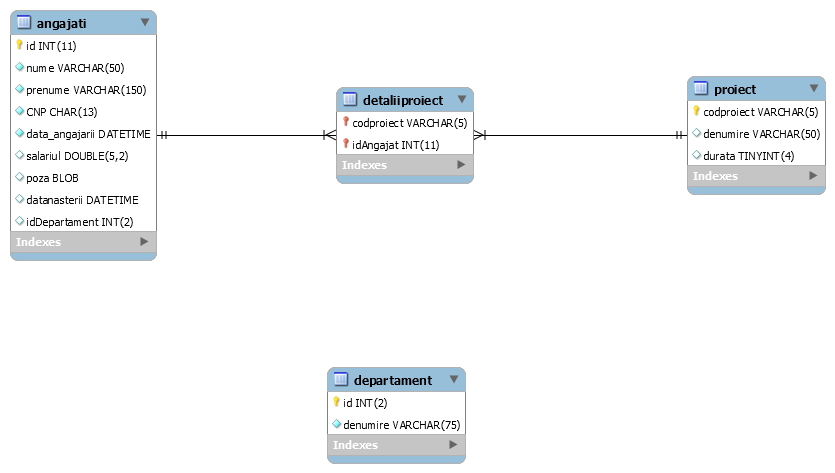 angajati
id INT(11)
nume VARCHAR(50)
prenume VARCHAR(150)
CNP CHAR(13)
data_angajarii DATETIME
salariul DOUBLE(5,2)
poza BLOB
datanasterii DATETIME
idDepartament INT(2)
Indexes
detaliiproiect
codproiect VARCHAR(5)
idAngajat INT(11)
Indexes
proiect
codproiect VARCHAR(5)
denumire VARCHAR(50)
durata TINYINT(4)
Indexes
departament
id INT(2)
denumire VARCHAR(75)
Indexes